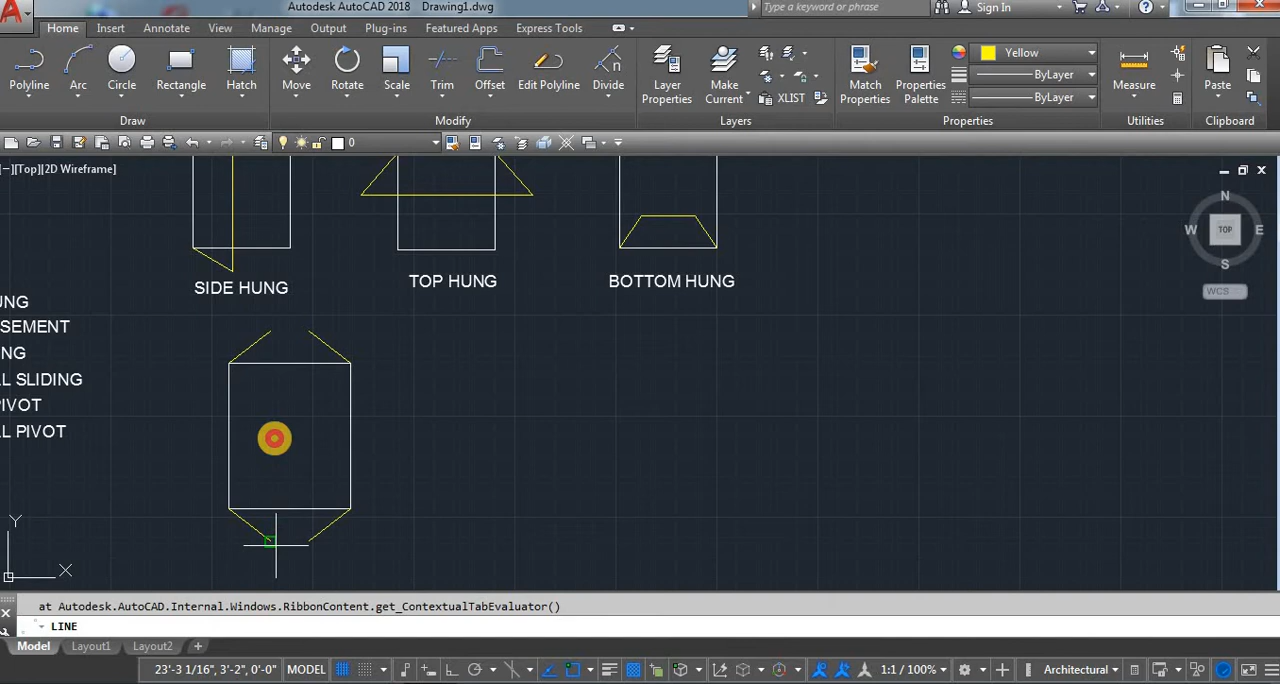 Autodesk AutoCAD 2018 Drawing1.dwg
Type a keyword or phrase
Sign In
Home Insert Annotate View Collaborate Manage Output Plug-ins Featured Apps Express Tools
Polyline Arc Circle Rectangle Hatch
Move Rotate Scale Trim Offset Edit Polyline Divide
Layer Properties
Make Current
XLIST
Match Properties
Properties Palette
Yellow
ByLayer
ByLayer
Measure
Paste
Draw Modify Layers Properties Utilities Clipboard
0
[−][Top][2D Wireframe]
N
W TOP E
S
WCS
SIDE HUNG
TOP HUNG
BOTTOM HUNG
UNG
SEMENT
NG
L SLIDING
PIVOT
L PIVOT
Y
X
at Autodesk.AutoCAD.Internal.Windows.RibbonContent.get_ContextualTabEvaluator()
LINE
Model Layout1 Layout2 +
23'-3 1/16", 3'-2", 0'-0" MODEL 1:1 / 100% Architectural